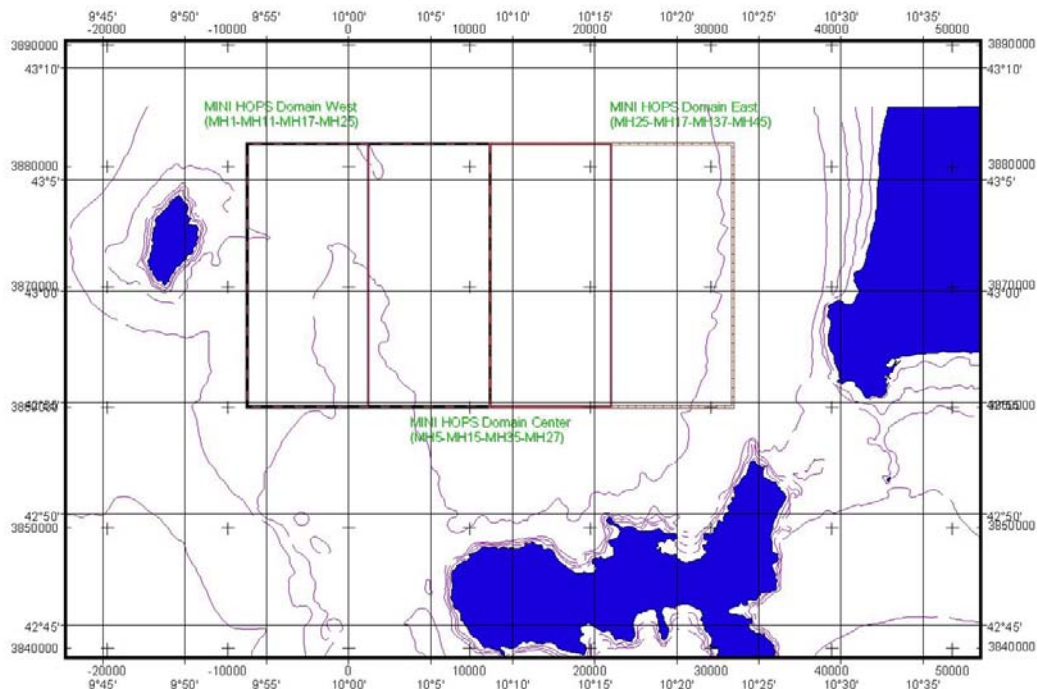 9°45' 9°50' 9°55' 10°00 10°5' 10°10' 10°15' 10°20' 10°25' 10°30' 10°35'
-20000 -10000 0 10000 20000 30000 40000 50000
3890000 3890000
43°10' 43°10'
MINI HOPS Domain West
(MH1-MH11-MH17-MH25)
MINI HOPS Domain East
(MH25-MH17-MH37-MH45)
3880000 3880000
43°5' 43°5'
3870000 3870000
43°00 43°00
MINI HOPS Domain Center
(MH5-MH15-MH35-MH27)
42°50' 42°50'
3850000 3850000
42°45' 42°45'
3840000 3840000
-20000 -10000 0 10000 20000 30000 40000 50000
9°45' 9°50' 9°55' 10°00 10°5' 10°10' 10°15' 10°20' 10°25' 10°30' 10°35'